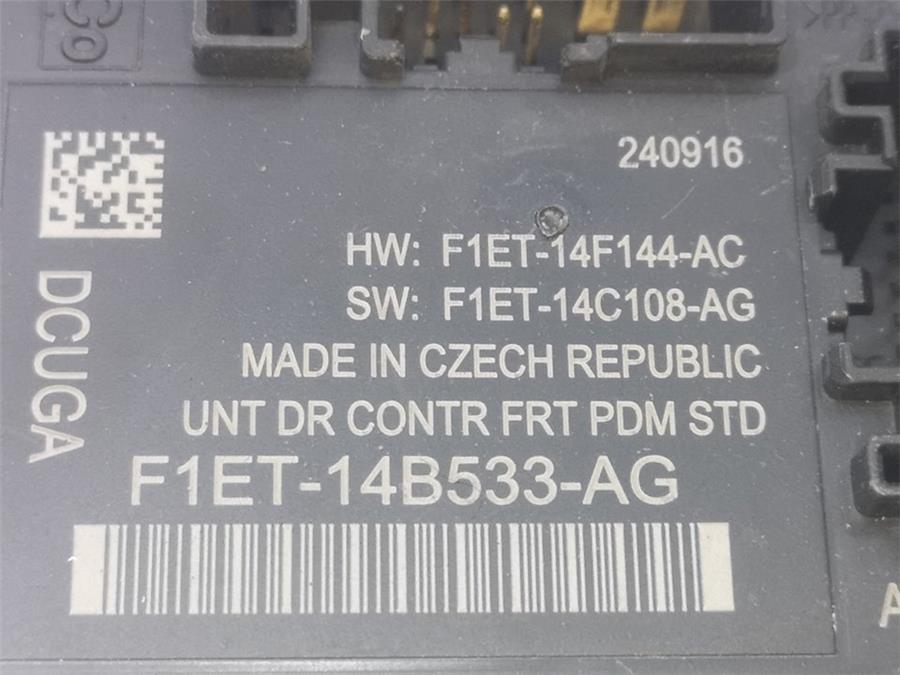 240916
HW: F1ET-14F144-AC
SW: F1ET-14C108-AG
MADE IN CZECH REPUBLIC
UNT DR CONTR FRT PDM STD
F1ET-14B533-AG
DCUGA